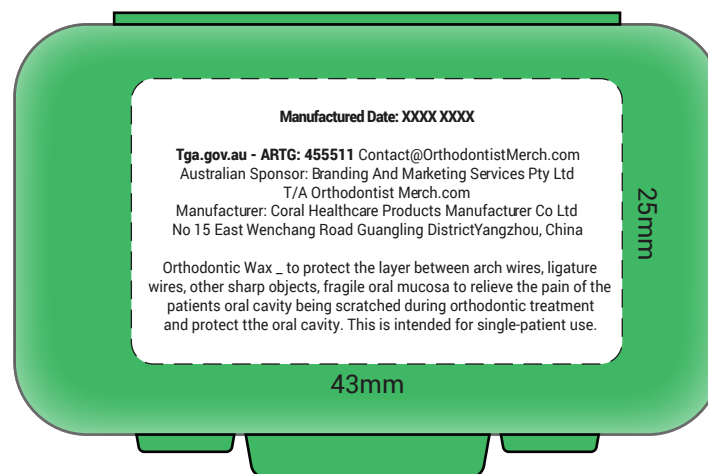 Manufactured Date: XXXX XXXX
Tga.gov.au - ARTG: 455511 Contact@OrthodontistMerch.com
Australian Sponsor: Branding And Marketing Services Pty Ltd
T/A Orthodontist Merch.com
Manufacturer: Coral Healthcare Products Manufacturer Co Ltd
No 15 East Wenchang Road Guangling DistrictYangzhou, China
Orthodontic Wax _ to protect the layer between arch wires, ligature
wires, other sharp objects, fragile oral mucosa to relieve the pain of the
patients oral cavity being scratched during orthodontic treatment
and protect tthe oral cavity. This is intended for single-patient use.
25mm
43mm